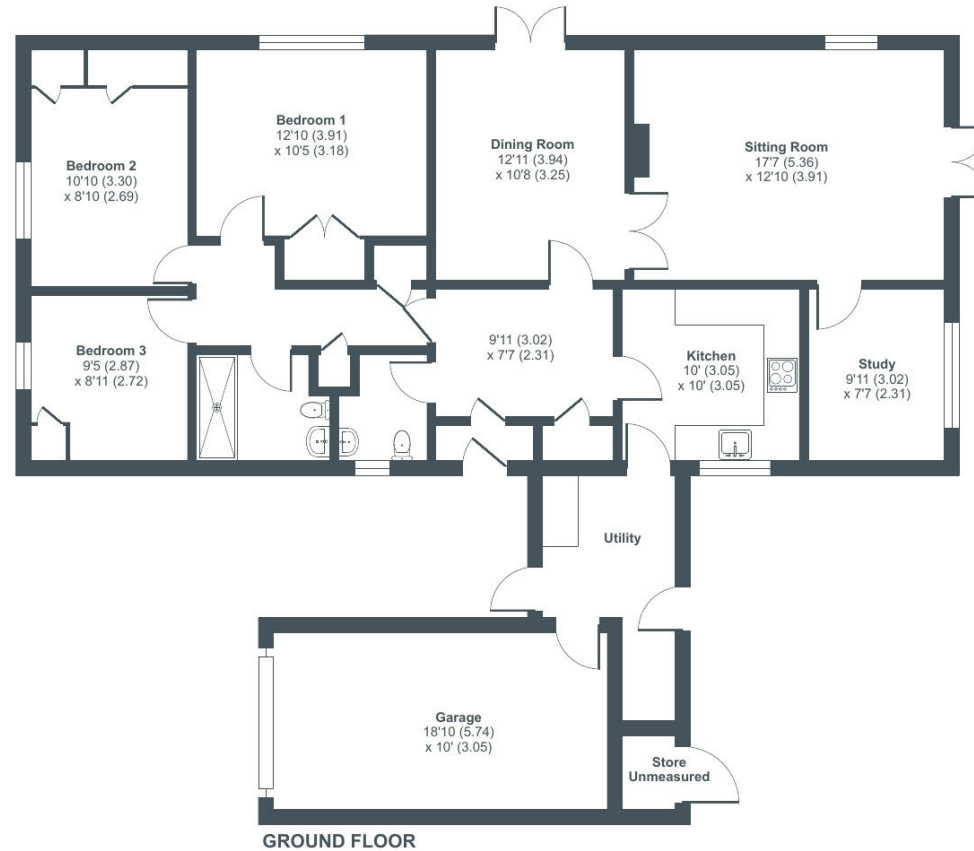 Bedroom 1
12'10 (3.91)
x 10'5 (3.18)
Bedroom 2
10'10 (3.30)
x 8'10 (2.69)
Dining Room
12'11 (3.94)
x 10'8 (3.25)
Sitting Room
17'7 (5.36)
x 12'10 (3.91)
Bedroom 3
9'5 (2.87)
x 8'11 (2.72)
9'11 (3.02)
x 7'7 (2.31)
Kitchen
10' (3.05)
x 10' (3.05)
Study
9'11 (3.02)
x 7'7 (2.31)
Utility
Garage
18'10 (5.74)
x 10' (3.05)
Store
Unmeasured
GROUND FLOOR